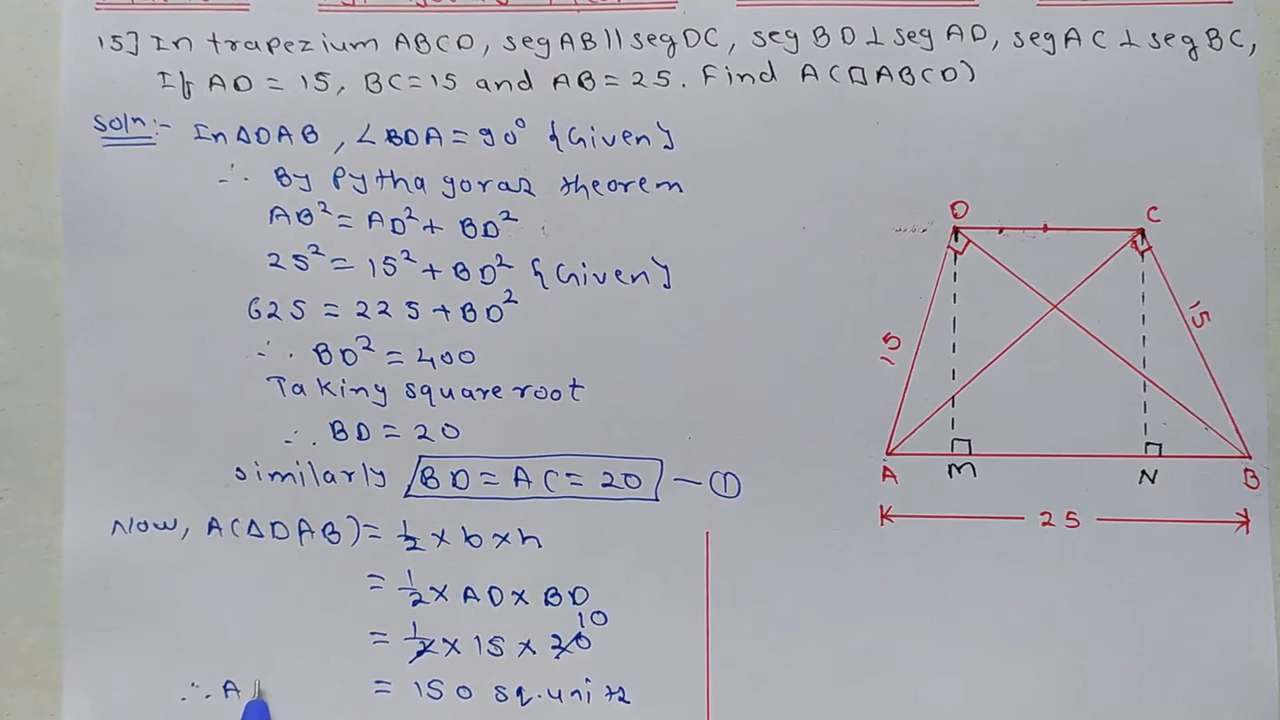 15] In trapezium ABCD, seg AB || seg DC, seg BD ⊥ seg AD, seg AC ⊥ seg BC,
If AD = 15, BC = 15 and AB = 25. Find A(□ABCD)
Soln:- In ΔDAB, ∠BDA = 90° {Given}
∴ By Pythagoras theorem
AB² = AD² + BD²
25² = 15² + BD² {Given}
625 = 225 + BD²
∴ BD² = 400
Taking square root
∴ BD = 20
similarly BD = AC = 20 — ①
Now, A(ΔDAB) = 1/2 × b × h
= 1/2 × AD × BD
10
= 1/2 × 15 × 20
= 150 sq. units
∴ A
D C
15 15
A M N B
25